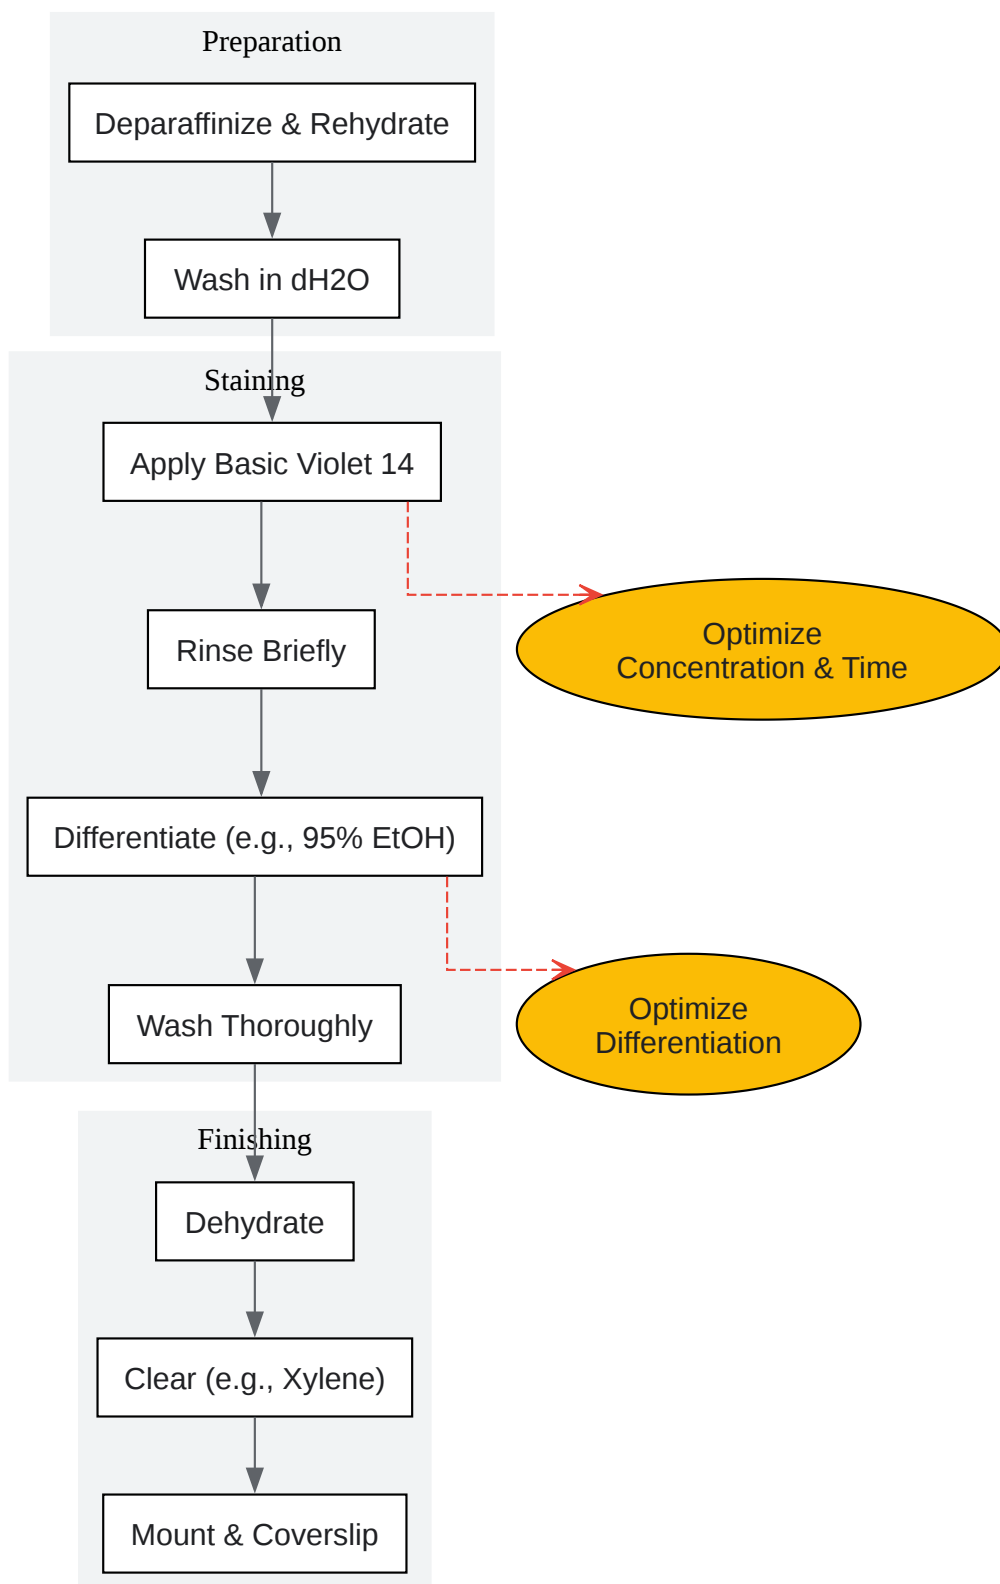 Preparation
Deparaffinize & Rehydrate
Wash in dH2O
Staining
Apply Basic Violet 14
Rinse Briefly
Optimize
Concentration & Time
Differentiate (e.g., 95% EtOH)
Wash Thoroughly
Optimize
Differentiation
Finishing
Dehydrate
Clear (e.g., Xylene)
Mount & Coverslip